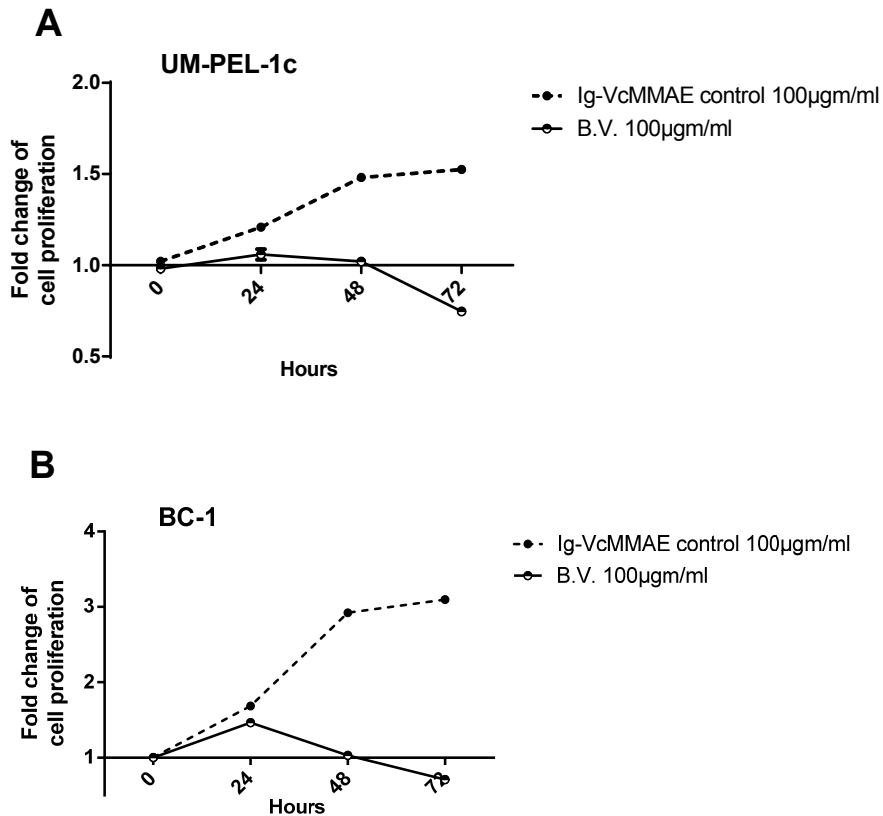 A
UM-PEL-1c
2.0
1.5
1.0
0.5
Fold change of
cell proliferation
0
24
48
72
Hours
Ig-VcMMAE control 100µgm/ml
B.V. 100µgm/ml
B
BC-1
4
3
2
1
Fold change of
cell proliferation
0
24
48
72
Hours
Ig-VcMMAE control 100µgm/ml
B.V. 100µgm/ml